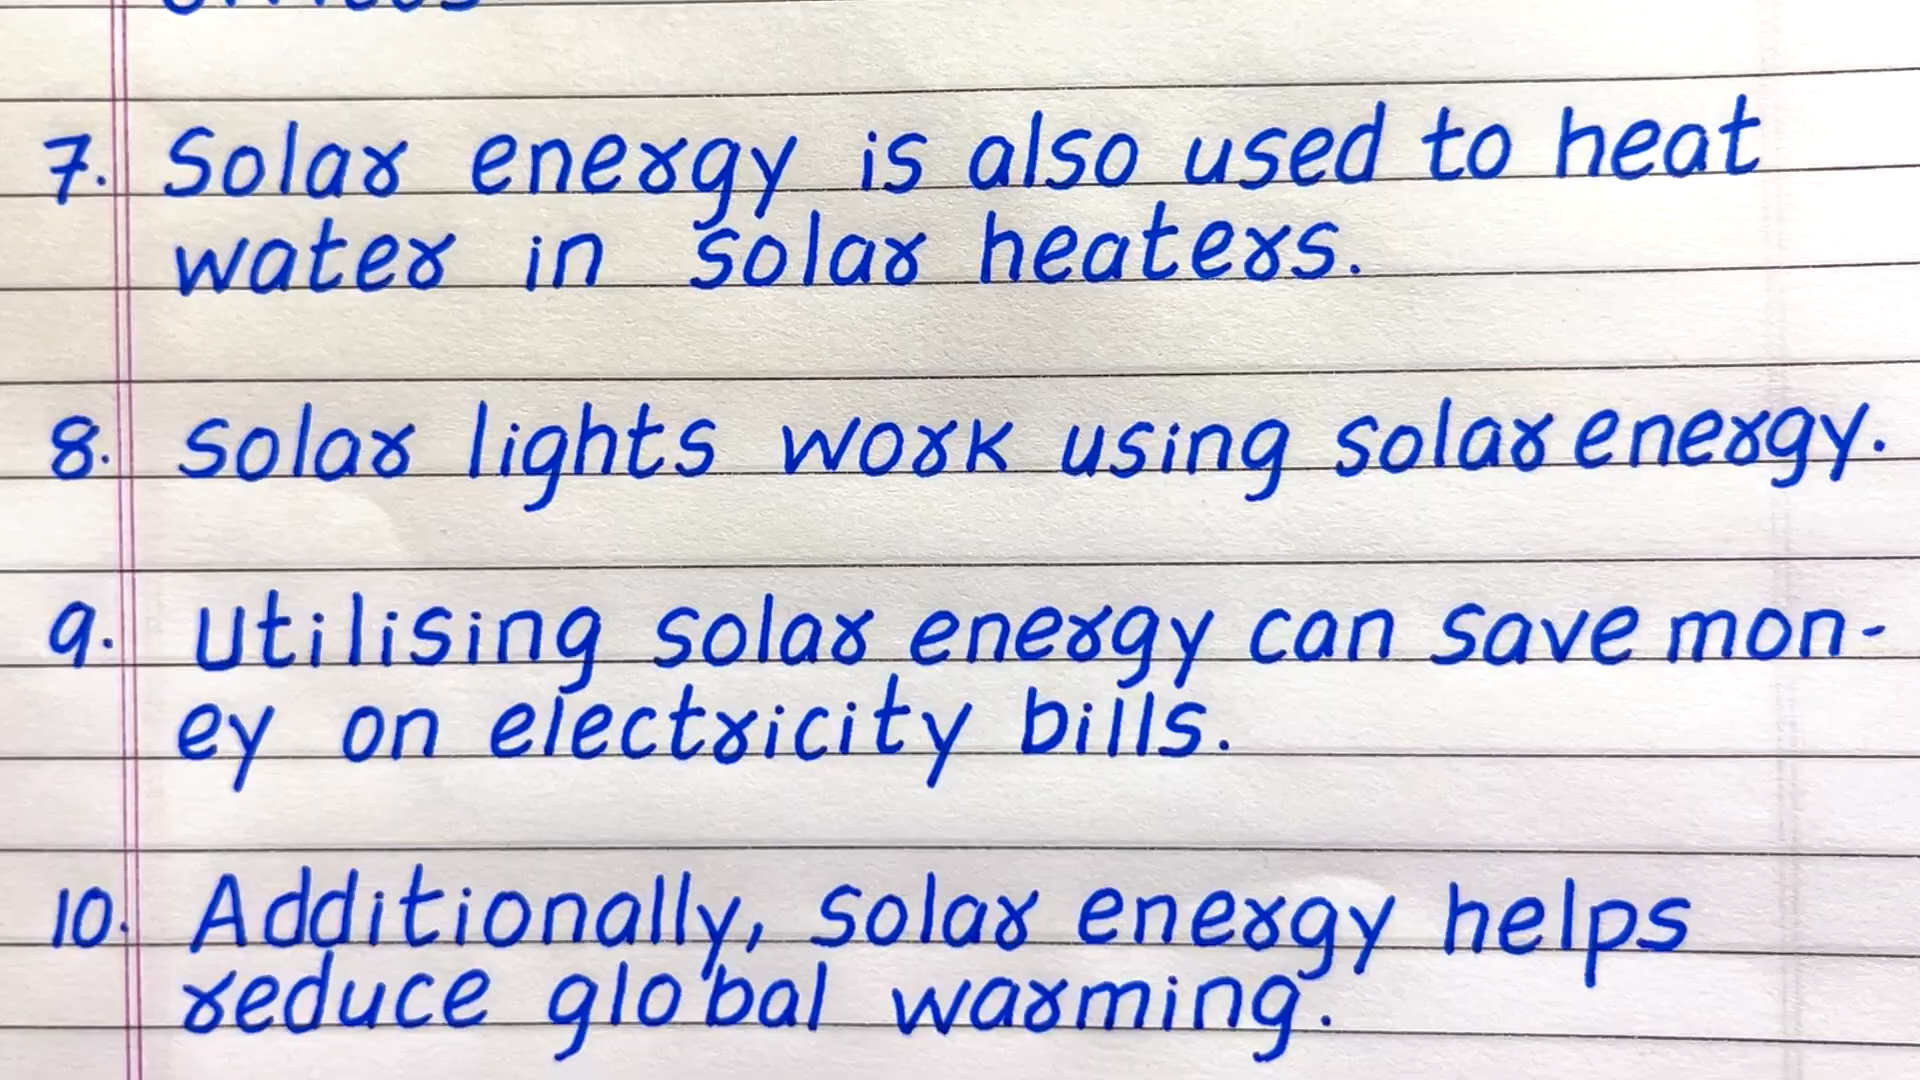 7. Solar energy is also used to heat
water in solar heaters.
8. Solar lights work using solar energy.
9. Utilising solar energy can save mon-
ey on electricity bills.
10. Additionally, solar energy helps
reduce global warming.